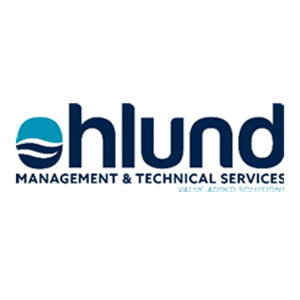 ohlund
MANAGEMENT & TECHNICAL SERVICES
VALUE ADDED SOLUTIONS